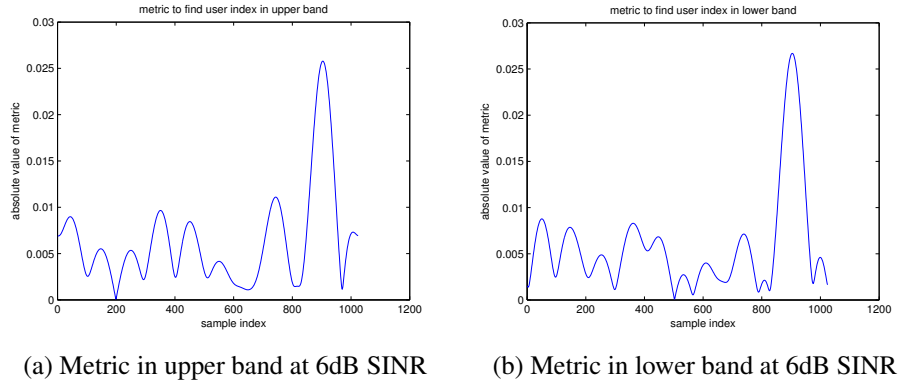 metric to find user index in upper band
0.03
0.025
0.02
0.015
0.01
0.005
0
absolute value of metric
0 200 400 600 800 1000 1200
sample index
(a) Metric in upper band at 6dB SINR
metric to find user index in lower band
0.03
0.025
0.02
0.015
0.01
0.005
0
absolute value of metric
0 200 400 600 800 1000 1200
sample index
(b) Metric in lower band at 6dB SINR